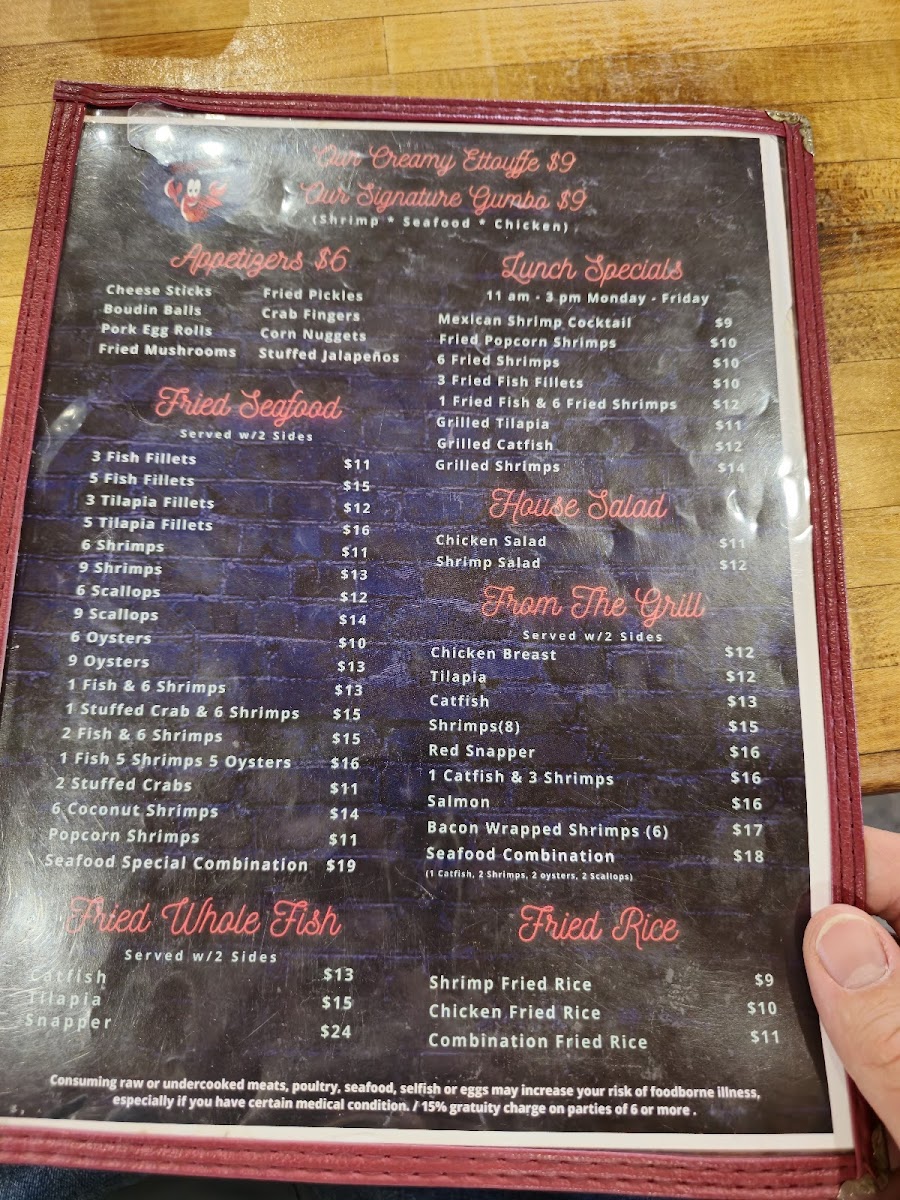 Our Creamy Ettouffe $9
Our Signature Gumbo $9
(Shrimp * Seafood * Chicken)
Appetizers $6
Cheese Sticks
Boudin Balls
Pork Egg Rolls
Fried Mushrooms
Fried Pickles
Crab Fingers
Corn Nuggets
Stuffed Jalapeños
Fried Seafood
Served w/2 Sides
3 Fish Fillets $11
5 Fish Fillets $15
3 Tilapia Fillets $12
5 Tilapia Fillets $16
6 Shrimps $11
9 Shrimps $13
6 Scallops $12
9 Scallops $14
6 Oysters $10
9 Oysters $13
1 Fish & 6 Shrimps $13
1 Stuffed Crab & 6 Shrimps $15
2 Fish & 6 Shrimps $15
1 Fish 5 Shrimps 5 Oysters $16
2 Stuffed Crabs $11
6 Coconut Shrimps $14
Popcorn Shrimps $11
Seafood Special Combination $19
Fried Whole Fish
Served w/2 Sides
Catfish $13
Tilapia $15
Snapper $24
Lunch Specials
11 am - 3 pm Monday - Friday
Mexican Shrimp Cocktail $9
Fried Popcorn Shrimps $10
6 Fried Shrimps $10
3 Fried Fish Fillets $10
1 Fried Fish & 6 Fried Shrimps $12
Grilled Tilapia $11
Grilled Catfish $12
Grilled Shrimps $14
House Salad
Chicken Salad $11
Shrimp Salad $12
From The Grill
Served w/2 Sides
Chicken Breast $12
Tilapia $12
Catfish $13
Shrimps(8) $15
Red Snapper $16
1 Catfish & 3 Shrimps $16
Salmon $16
Bacon Wrapped Shrimps (6) $17
Seafood Combination $18
(1 Catfish, 2 Shrimps, 2 oysters, 2 Scallops)
Fried Rice
Shrimp Fried Rice $9
Chicken Fried Rice $10
Combination Fried Rice $11
Consuming raw or undercooked meats, poultry, seafood, selfish or eggs may increase your risk of foodborne illness,
especially if you have certain medical condition. / 15% gratuity charge on parties of 6 or more .